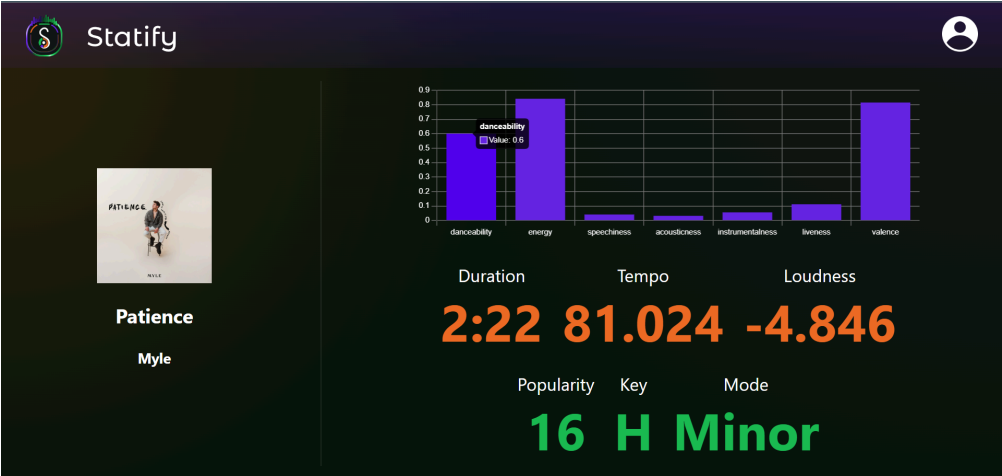 Statify
PATIENCE
MYLE
Patience
Myle
0.9
0.8
0.7
0.6
0.5
0.4
0.3
0.2
0.1
0
danceability
Value: 0.6
danceability energy speechiness acousticness instrumentalness liveness valence
Duration Tempo Loudness
2:22 81.024 -4.846
Popularity Key Mode
16 H Minor